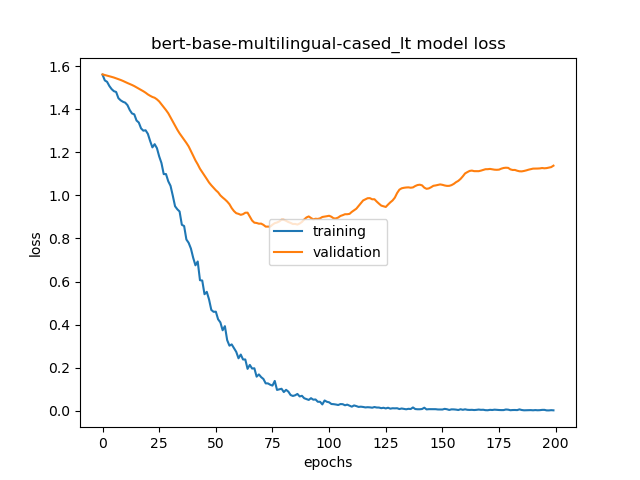 bert-base-multilingual-cased_lt model loss
1.6
1.4
1.2
1.0
0.8
0.6
0.4
0.2
0.0
loss
training
validation
0 25 50 75 100 125 150 175 200
epochs